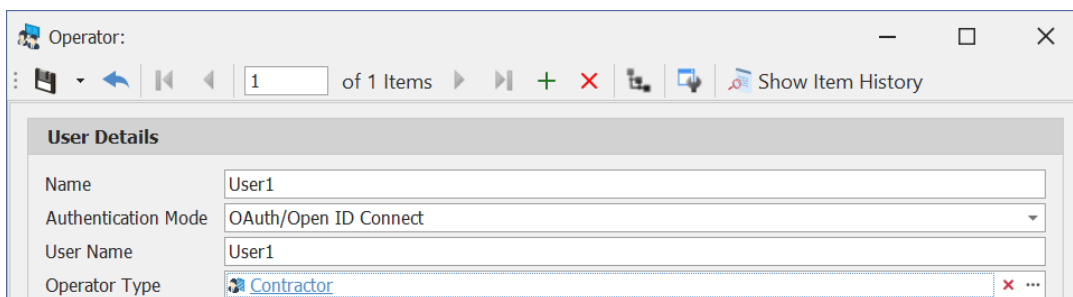 Operator:
1 of 1 Items Show Item History
User Details
Name User1
Authentication Mode OAuth/Open ID Connect
User Name User1
Operator Type Contractor